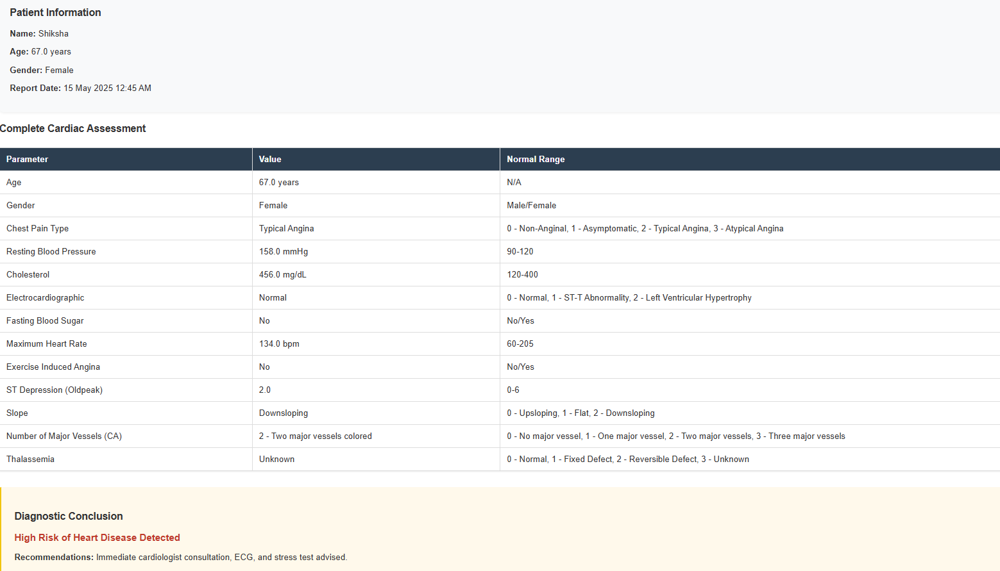 Patient Information
Name: Shiksha
Age: 67.0 years
Gender: Female
Report Date: 15 May 2025 12:45 AM
Complete Cardiac Assessment
Parameter Value Normal Range
Age 67.0 years N/A
Gender Female Male/Female
Chest Pain Type Typical Angina 0 - Non-Anginal, 1 - Asymptomatic, 2 - Typical Angina, 3 - Atypical Angina
Resting Blood Pressure 158.0 mmHg 90-120
Cholesterol 456.0 mg/dL 120-400
Electrocardiographic Normal 0 - Normal, 1 - ST-T Abnormality, 2 - Left Ventricular Hypertrophy
Fasting Blood Sugar No No/Yes
Maximum Heart Rate 134.0 bpm 60-205
Exercise Induced Angina No No/Yes
ST Depression (Oldpeak) 2.0 0-6
Slope Downsloping 0 - Upsloping, 1 - Flat, 2 - Downsloping
Number of Major Vessels (CA) 2 - Two major vessels colored 0 - No major vessel, 1 - One major vessel, 2 - Two major vessels, 3 - Three major vessels
Thalassemia Unknown 0 - Normal, 1 - Fixed Defect, 2 - Reversible Defect, 3 - Unknown
Diagnostic Conclusion
High Risk of Heart Disease Detected
Recommendations: Immediate cardiologist consultation, ECG, and stress test advised.